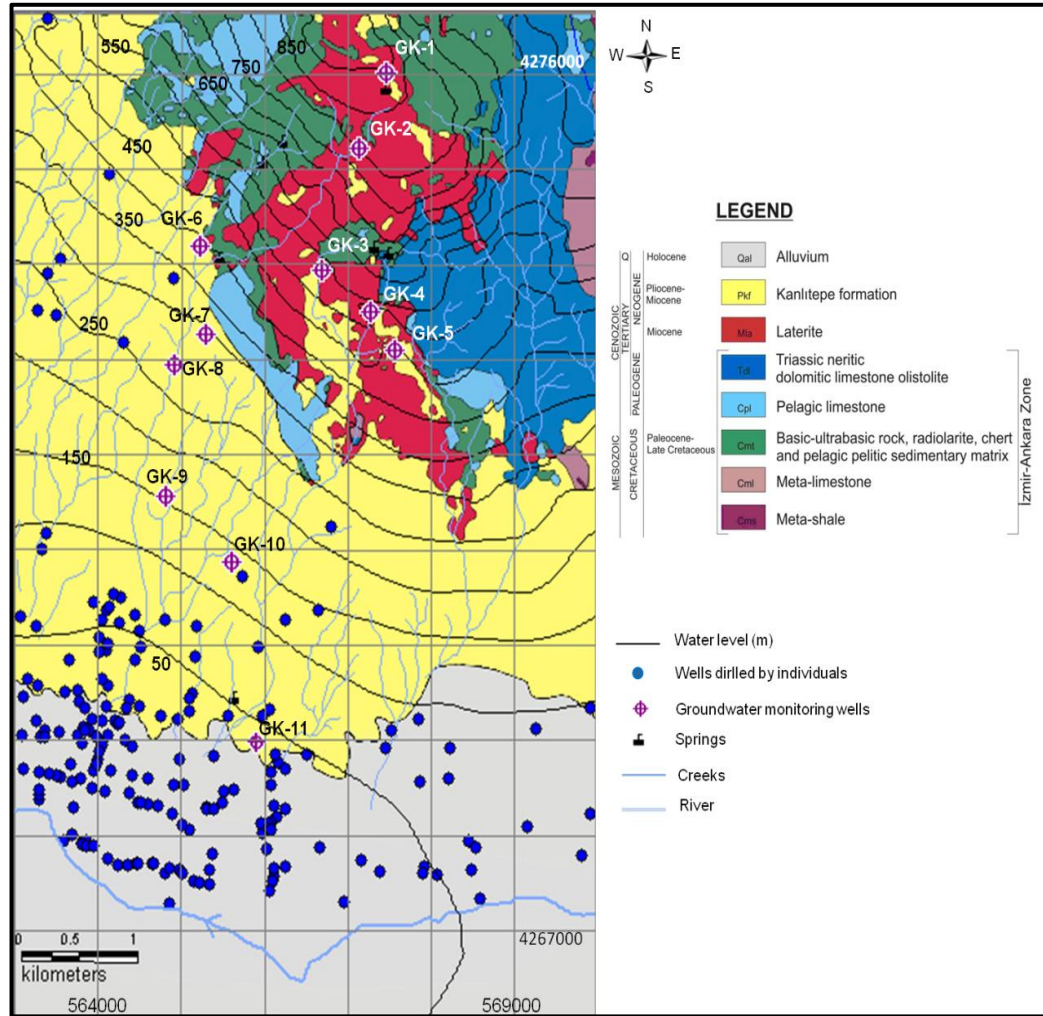 550
850
750
650
GK-1
4276000
GK-2
450
350
GK-6
GK-3
GK-4
250
GK-7
GK-5
GK-8
150
GK-9
GK-10
50
GK-11
0 0.5 1
kilometers
4267000
564000
569000
N
W E
S
LEGEND
Q Holocene Qal Alluvium
CENOZOIC TERTIARY NEOGENE Pliocene-Miocene Pkf Kanlıtepe formation
Miocene Mla Laterite
PALEOGENE Tdl Triassic neritic
dolomitic limestone olistolite
Cpl Pelagic limestone
MESOZOIC CRETACEOUS Paleocene-
Late Cretaceous Cmt Basic-ultrabasic rock, radiolarite, chert
and pelagic pelitic sedimentary matrix
Cml Meta-limestone
Cms Meta-shale
Izmir-Ankara Zone
Water level (m)
Wells dirlled by individuals
Groundwater monitoring wells
Springs
Creeks
River